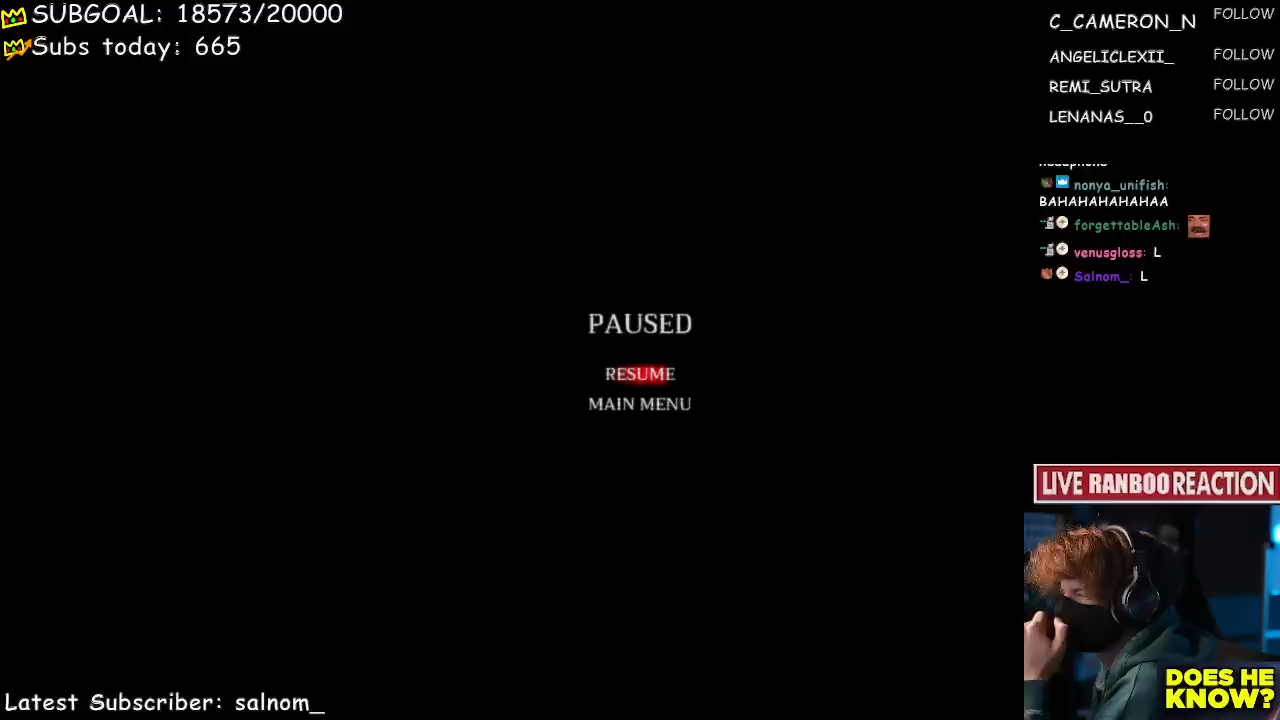 SUBGOAL: 18573/20000
Subs today: 665
C_CAMERON_N FOLLOW
ANGELICLEXII_ FOLLOW
REMI_SUTRA FOLLOW
LENANAS__0 FOLLOW
headphone
nonya_unifish:
BAHAHAHAHAHAA
forgettableAsh:
venusgloss: L
Salnom_: L
PAUSED
RESUME
MAIN MENU
LIVE RANBOO REACTION
DOES HE
KNOW?
Latest Subscriber: salnom_